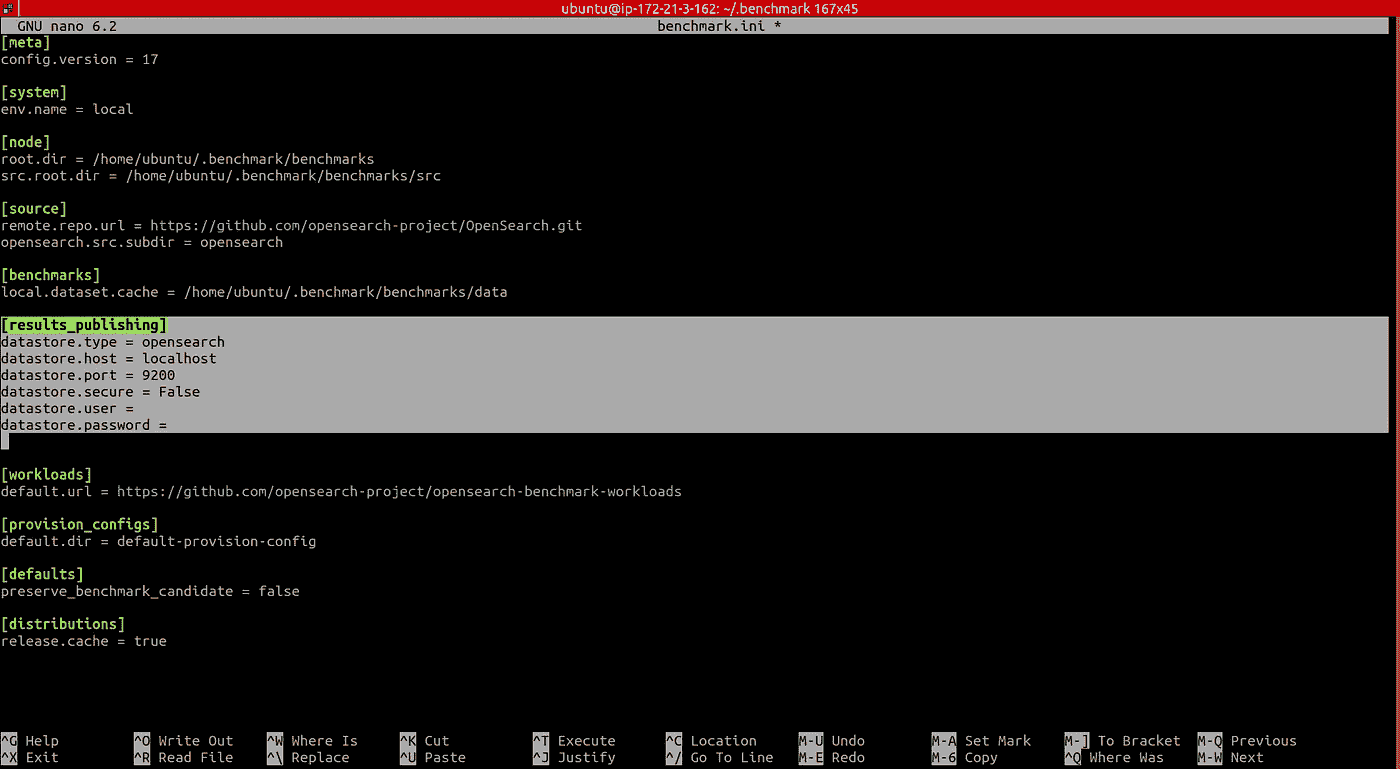 ubuntu@ip-172-21-3-162: ~/.benchmark 167x45
GNU nano 6.2 benchmark.ini *
[meta]
config.version = 17
[system]
env.name = local
[node]
root.dir = /home/ubuntu/.benchmark/benchmarks
src.root.dir = /home/ubuntu/.benchmark/benchmarks/src
[source]
remote.repo.url = https://github.com/opensearch-project/OpenSearch.git
opensearch.src.subdir = opensearch
[benchmarks]
local.dataset.cache = /home/ubuntu/.benchmark/benchmarks/data
[results_publishing]
datastore.type = opensearch
datastore.host = localhost
datastore.port = 9200
datastore.secure = False
datastore.user =
datastore.password =
[workloads]
default.url = https://github.com/opensearch-project/opensearch-benchmark-workloads
[provision_configs]
default.dir = default-provision-config
[defaults]
preserve_benchmark_candidate = false
[distributions]
release.cache = true
^G Help ^O Write Out ^W Where Is ^K Cut ^T Execute ^C Location M-U Undo M-A Set Mark M-] To Bracket M-Q Previous
^X Exit ^R Read File ^\ Replace ^U Paste ^J Justify ^/ Go To Line M-E Redo M-6 Copy ^Q Where Was M-W Next